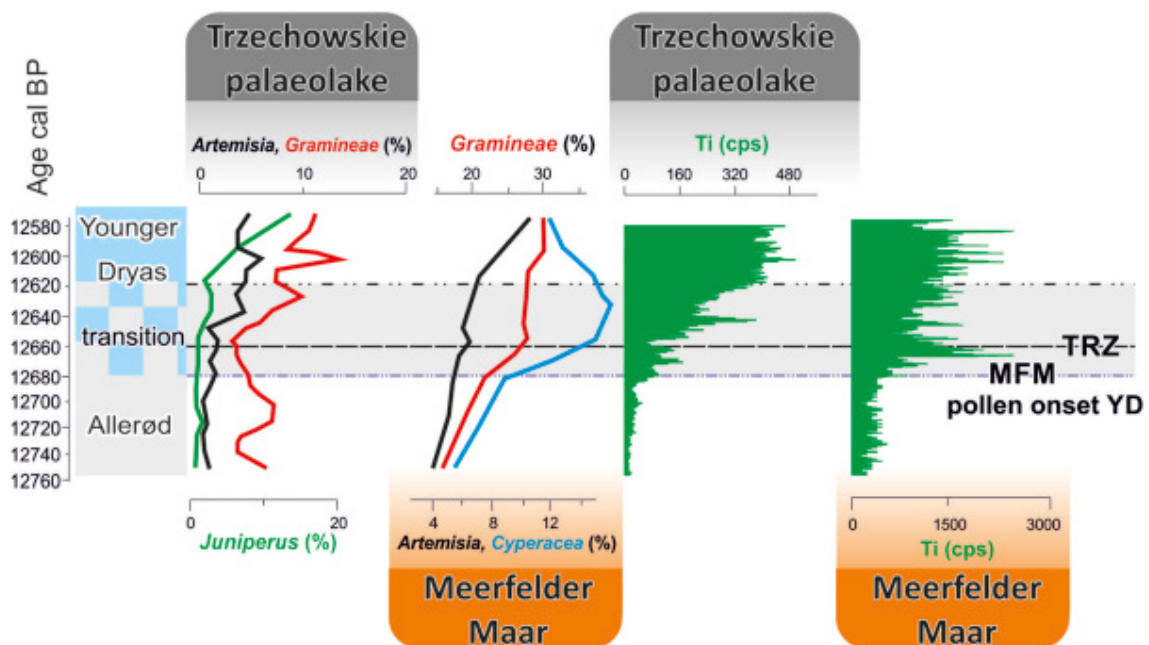 Trzechowskie
palaeolake
Trzechowskie
palaeolake
Age cal BP
Artemisia, Gramineae (%)
0 10 20
Gramineae (%)
20 30
Ti (cps)
0 160 320 480
12580
12600
12620
12640
12660
12680
12700
12720
12740
12760
Younger
Dryas
transition
Allerød
TRZ
MFM
pollen onset YD
0 20
Juniperus (%)
4 8 12
Artemisia, Cyperacea (%)
0 1500 3000
Ti (cps)
Meerfelder
Maar
Meerfelder
Maar